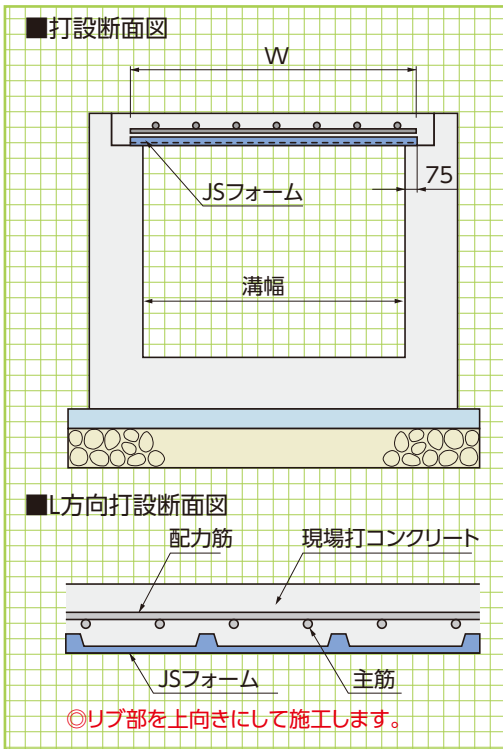 ■打設断面図
W
JSフォーム
75
溝幅
■L方向打設断面図
配力筋
現場打コンクリート
JSフォーム
主筋
◎リブ部を上向きにして施工します。